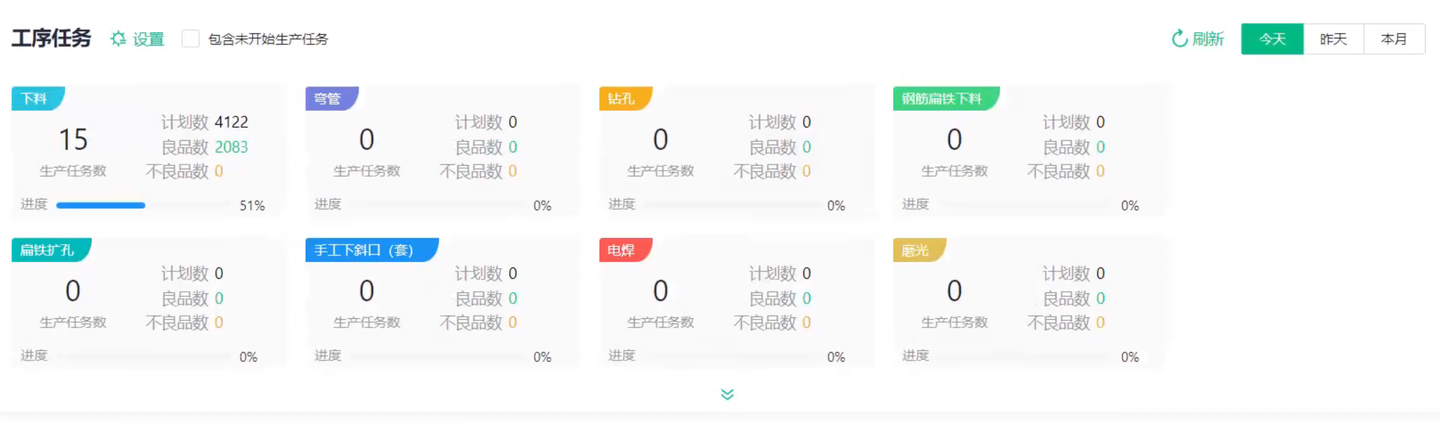 工序任务 设置 包含未开始生产任务 刷新 今天 昨天 本月
下料 弯管 钻孔 钢筋扁铁下料
计划数 4122 计划数 0 计划数 0 计划数 0
15 0 0 0
良品数 2083 良品数 0 良品数 0 良品数 0
生产任务数 不良品数 0 生产任务数 不良品数 0 生产任务数 不良品数 0 生产任务数 不良品数 0
进度 51% 进度 0% 进度 0% 进度 0%
扁铁扩孔 手工下斜口（套） 电焊 磨光
计划数 0 计划数 0 计划数 0 计划数 0
0 0 0 0
良品数 0 良品数 0 良品数 0 良品数 0
生产任务数 不良品数 0 生产任务数 不良品数 0 生产任务数 不良品数 0 生产任务数 不良品数 0
进度 0% 进度 0% 进度 0% 进度 0%